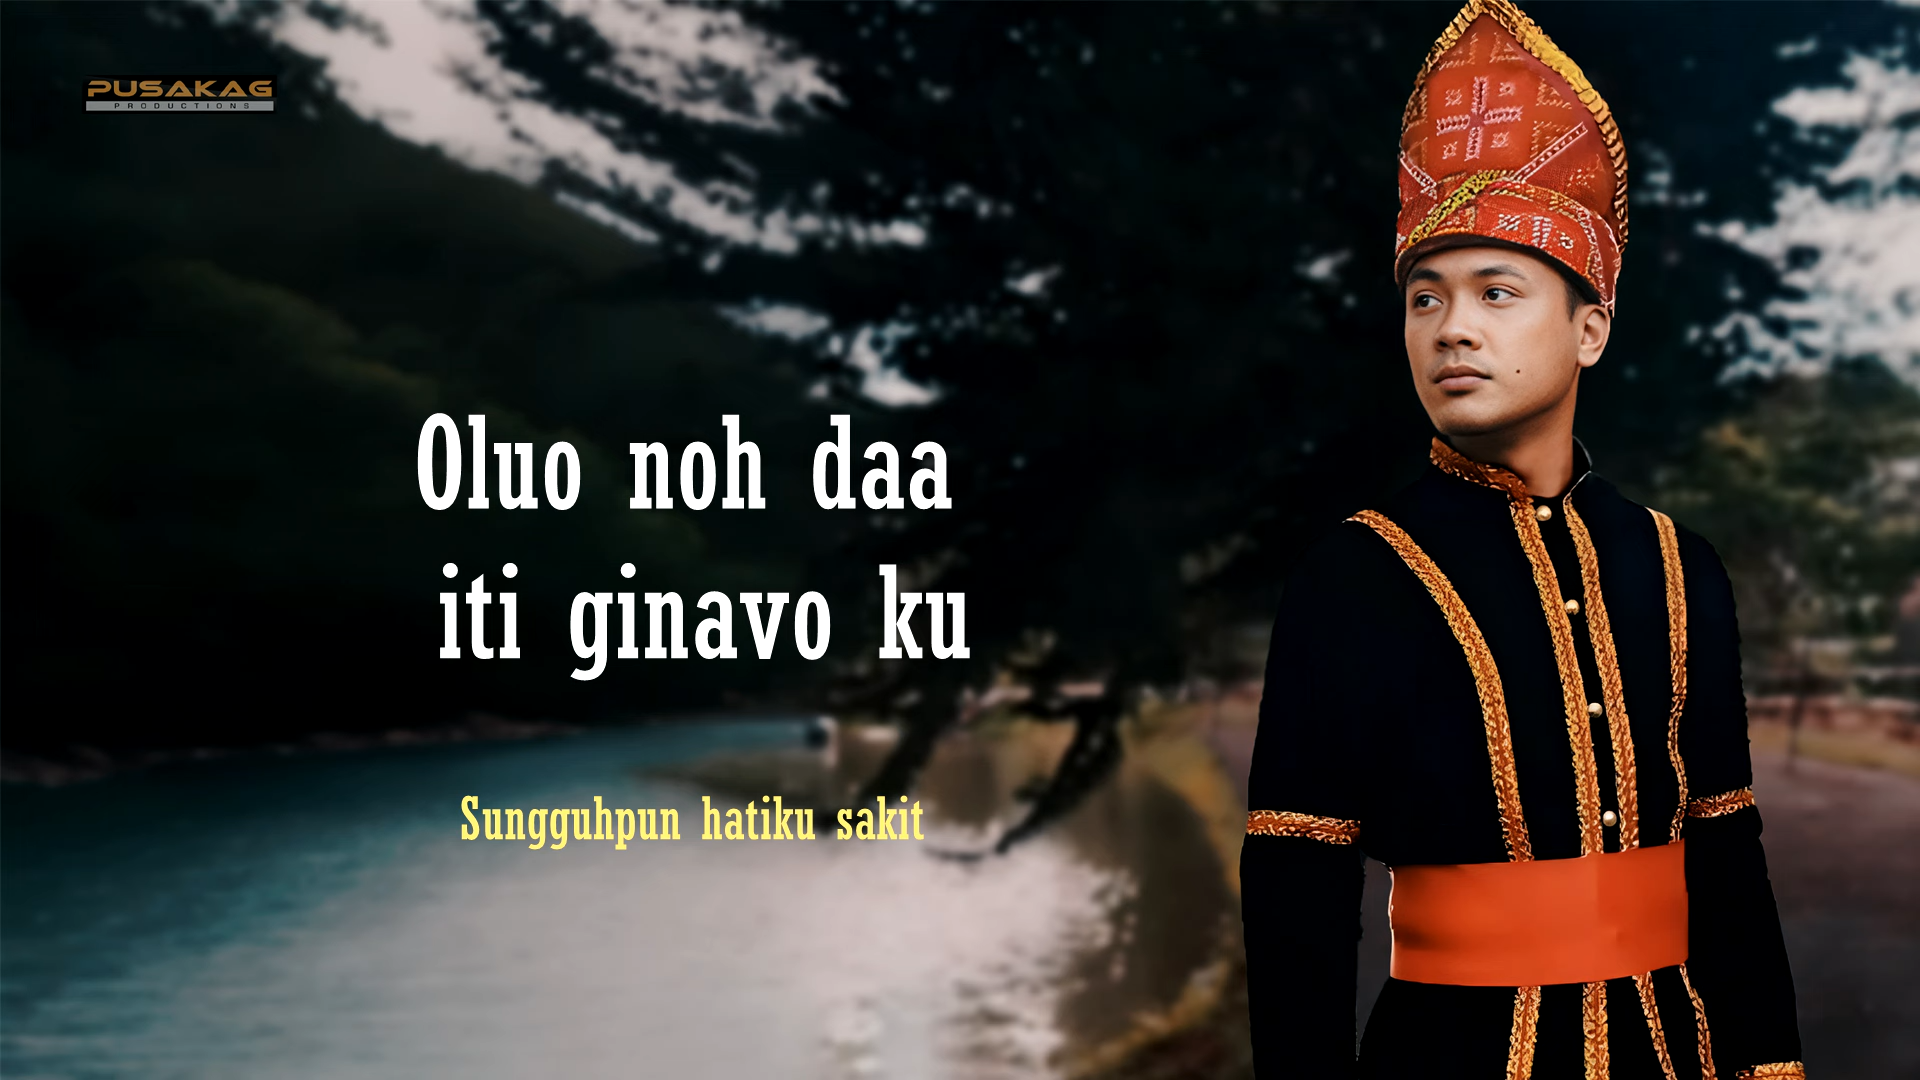 PUSAKAG
PRODUCTIONS
Oluo noh daa
iti ginavo ku
Sungguhpun hatiku sakit